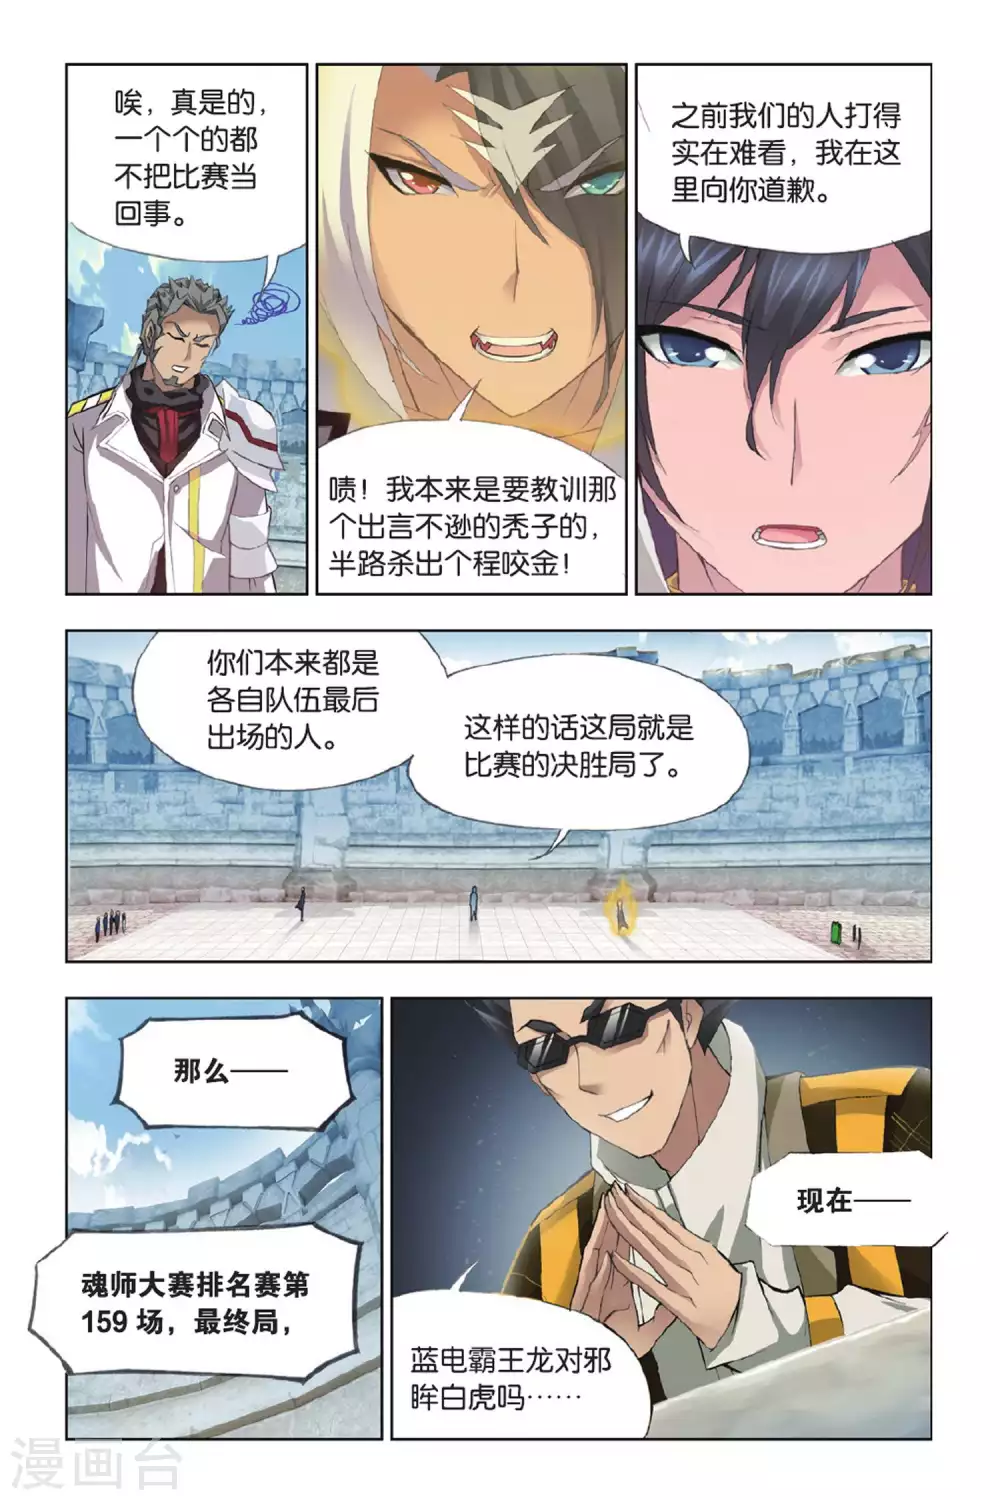 唉，真是的，
一个个的都
不把比赛当
回事。
啧！我本来是要教训那
个出言不逊的秃子的，
半路杀出个程咬金！
之前我们的人打得
实在难看，我在这
里向你道歉。
你们本来都是
各自队伍最后
出场的人。
这样的话这局就是
比赛的决胜局了。
那么——
魂师大赛排名赛第
159 场，最终局，
现在——
蓝电霸王龙对邪
眸白虎吗……
漫画台